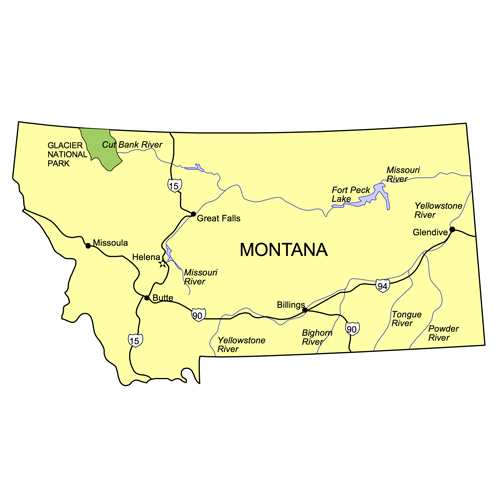 GLACIER
NATIONAL
PARK
Cut Bank River
15
Missouri
River
Fort Peck
Lake
Yellowstone
River
Great Falls
Glendive
Missoula
MONTANA
Helena
Missouri
River
94
Butte
Billings
90
Tongue
River
90
Powder
River
15
Yellowstone
River
Bighorn
River